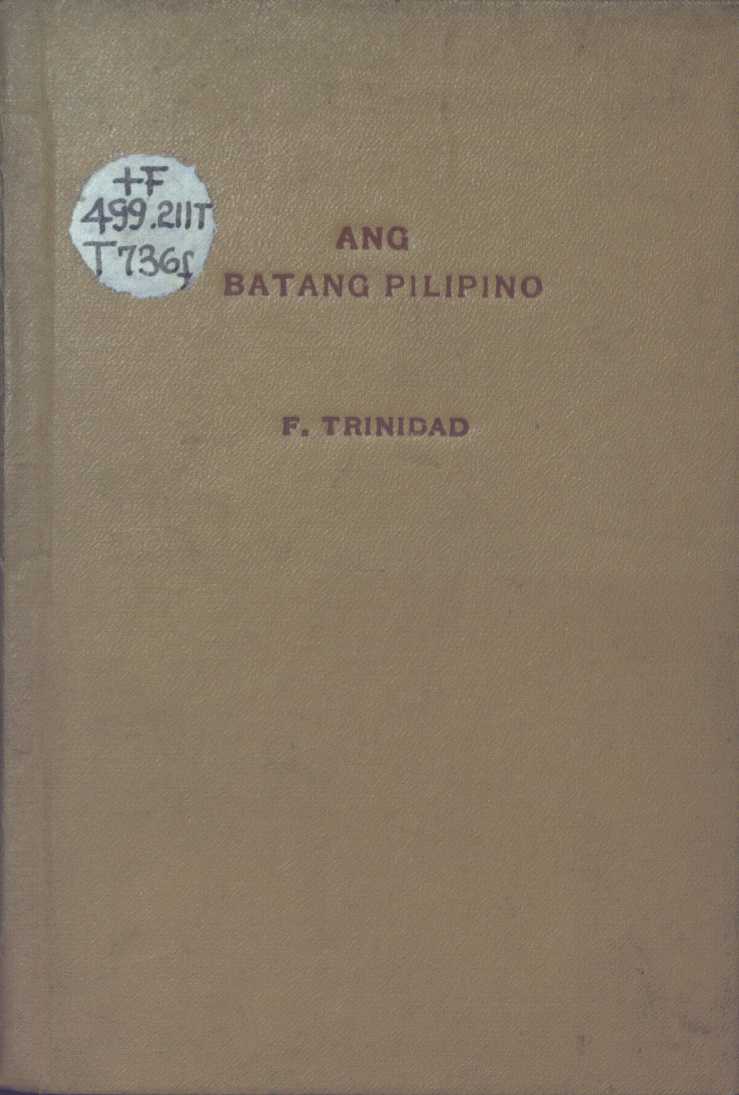 +F
499.211T
T736f
ANG
BATANG PILIPINO
F. TRINIDAD